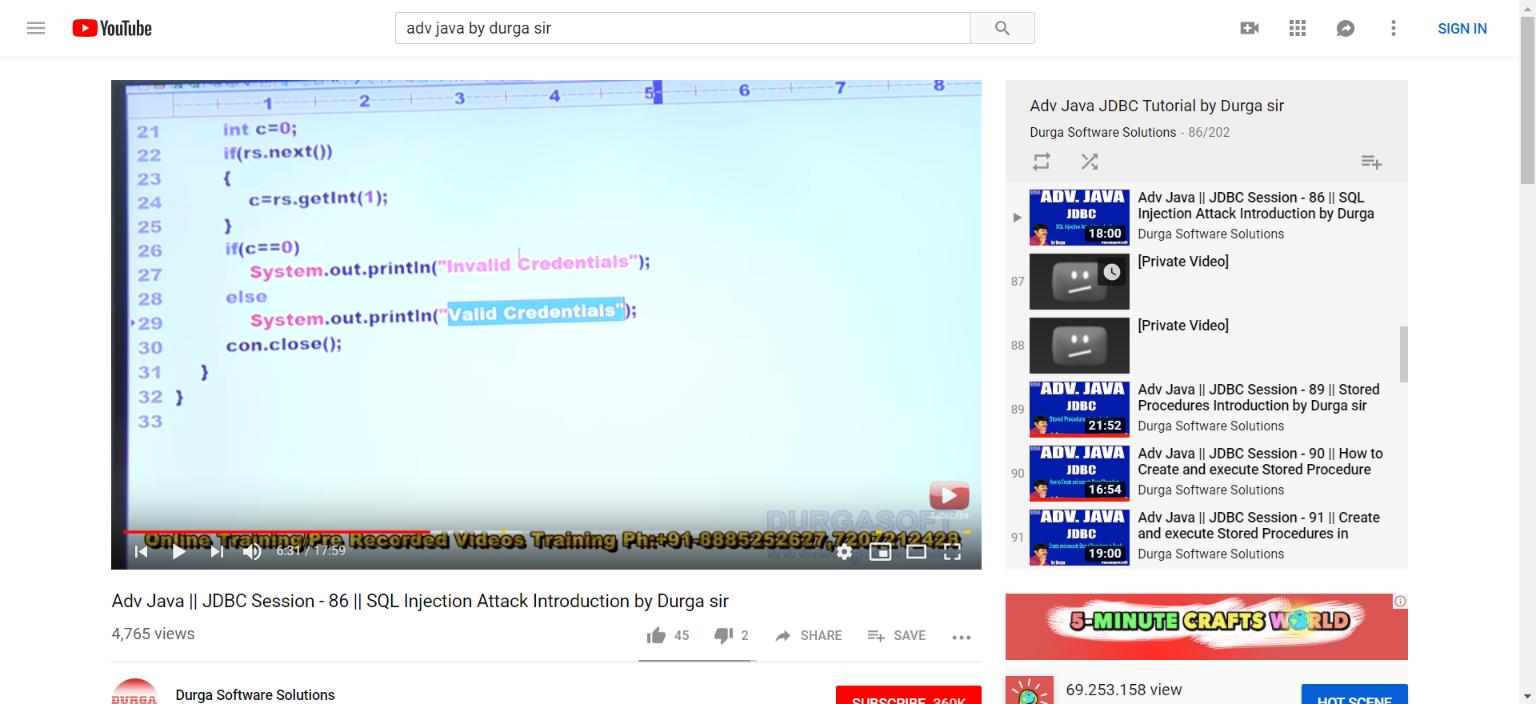 YouTube
adv java by durga sir
SIGN IN
1 2 3 4 5 6 7 8
21 int c=0;
22 if(rs.next())
23 {
24 c=rs.getInt(1);
25 }
26 if(c==0)
27 System.out.println("Invalid Credentials");
28 else
29 System.out.println("Valid Credentials");
30 con.close();
31 }
32 }
33
Subscribe
DURGASOFT
Online Training/Pre Recorded Videos Training Ph:+91-8885252627,7207212428
6:31 / 17:59
Adv Java || JDBC Session - 86 || SQL Injection Attack Introduction by Durga sir
4,765 views
45
2
SHARE
SAVE
DURGA
Durga Software Solutions
SUBSCRIBE 360K
Adv Java JDBC Tutorial by Durga sir
Durga Software Solutions - 86/202
ADV. JAVA
JDBC
18:00
Adv Java || JDBC Session - 86 || SQL
Injection Attack Introduction by Durga
Durga Software Solutions
87
[Private Video]
88
[Private Video]
89
ADV. JAVA
JDBC
21:52
Adv Java || JDBC Session - 89 || Stored
Procedures Introduction by Durga sir
Durga Software Solutions
90
ADV. JAVA
JDBC
16:54
Adv Java || JDBC Session - 90 || How to
Create and execute Stored Procedure
Durga Software Solutions
91
ADV. JAVA
JDBC
19:00
Adv Java || JDBC Session - 91 || Create
and execute Stored Procedures in
Durga Software Solutions
5-MINUTE CRAFTS WORLD
69.253.158 view
HOT SCENE